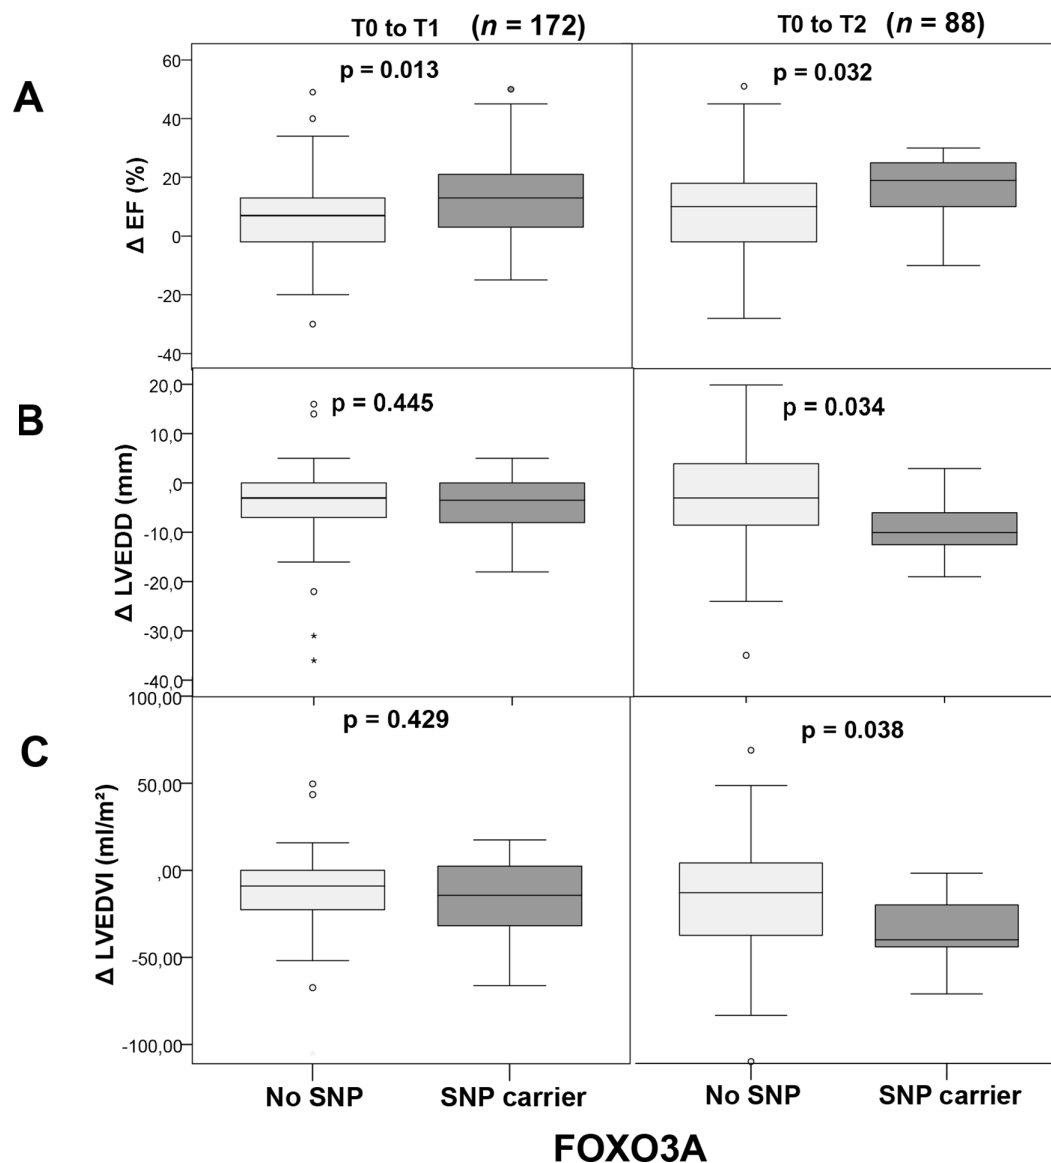 T0 to T1 (n = 172)
T0 to T2 (n = 88)
A
Δ EF (%)
60
40
20
0
-20
-40
p = 0.013
p = 0.032
B
Δ LVEDD (mm)
20,0
10,0
,0
-10,0
-20,0
-30,0
-40,0
p = 0.445
p = 0.034
C
Δ LVEDVI (ml/m²)
100,00
50,00
,00
-50,00
-100,00
p = 0.429
p = 0.038
No SNP
SNP carrier
No SNP
SNP carrier
FOXO3A